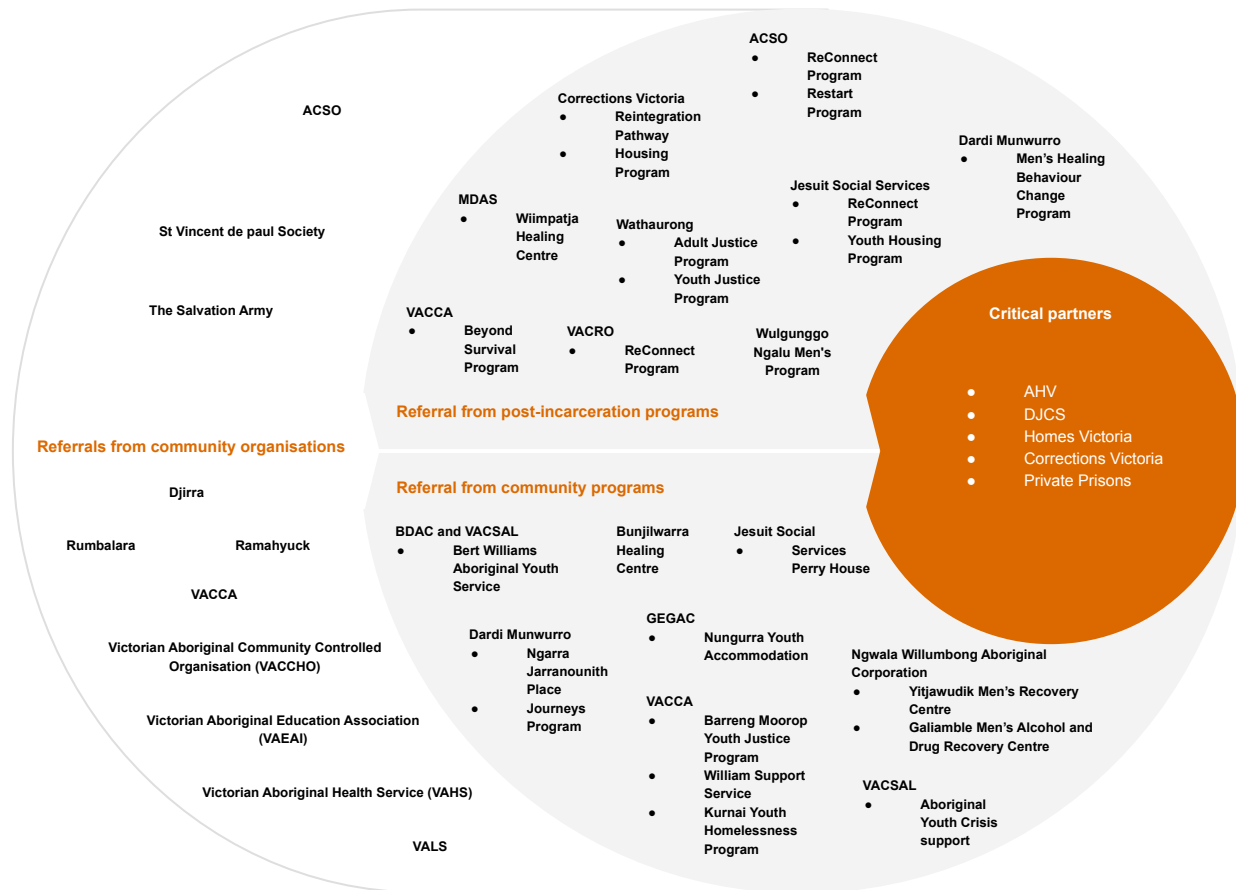 ACSO
St Vincent de paul Society
The Salvation Army
Referrals from community organisations
Djirra
Rumbalara
Ramahyuck
VACCA
Victorian Aboriginal Community Controlled
Organisation (VACCHO)
Victorian Aboriginal Education Association
(VAEAI)
Victorian Aboriginal Health Service (VAHS)
VALS
ACSO
● ReConnect
Program
● Restart
Program
Corrections Victoria
● Reintegration
Pathway
● Housing
Program
Dardi Munwurro
● Men's Healing
Behaviour
Change
Program
MDAS
● Wiimpatja
Healing
Centre
Wathaurong
● Adult Justice
Program
● Youth Justice
Program
Jesuit Social Services
● ReConnect
Program
● Youth Housing
Program
VACCA
● Beyond
Survival
Program
VACRO
● ReConnect
Program
Wulgunggo
Ngalu Men's
Program
Referral from post-incarceration programs
Referral from community programs
BDAC and VACSAL
● Bert Williams
Aboriginal Youth
Service
Bunjilwarra
Healing
Centre
Jesuit Social
● Services
Perry House
Dardi Munwurro
● Ngarra
Jarranounith
Place
● Journeys
Program
GEGAC
● Nungurra Youth
Accommodation
VACCA
● Barreng Moorop
Youth Justice
Program
● William Support
Service
● Kurnai Youth
Homelessness
Program
Ngwala Willumbong Aboriginal
Corporation
● Yitjawudik Men's Recovery
Centre
● Galiamble Men's Alcohol and
Drug Recovery Centre
VACSAL
● Aboriginal
Youth Crisis
support
Critical partners
● AHV
● DJCS
● Homes Victoria
● Corrections Victoria
● Private Prisons